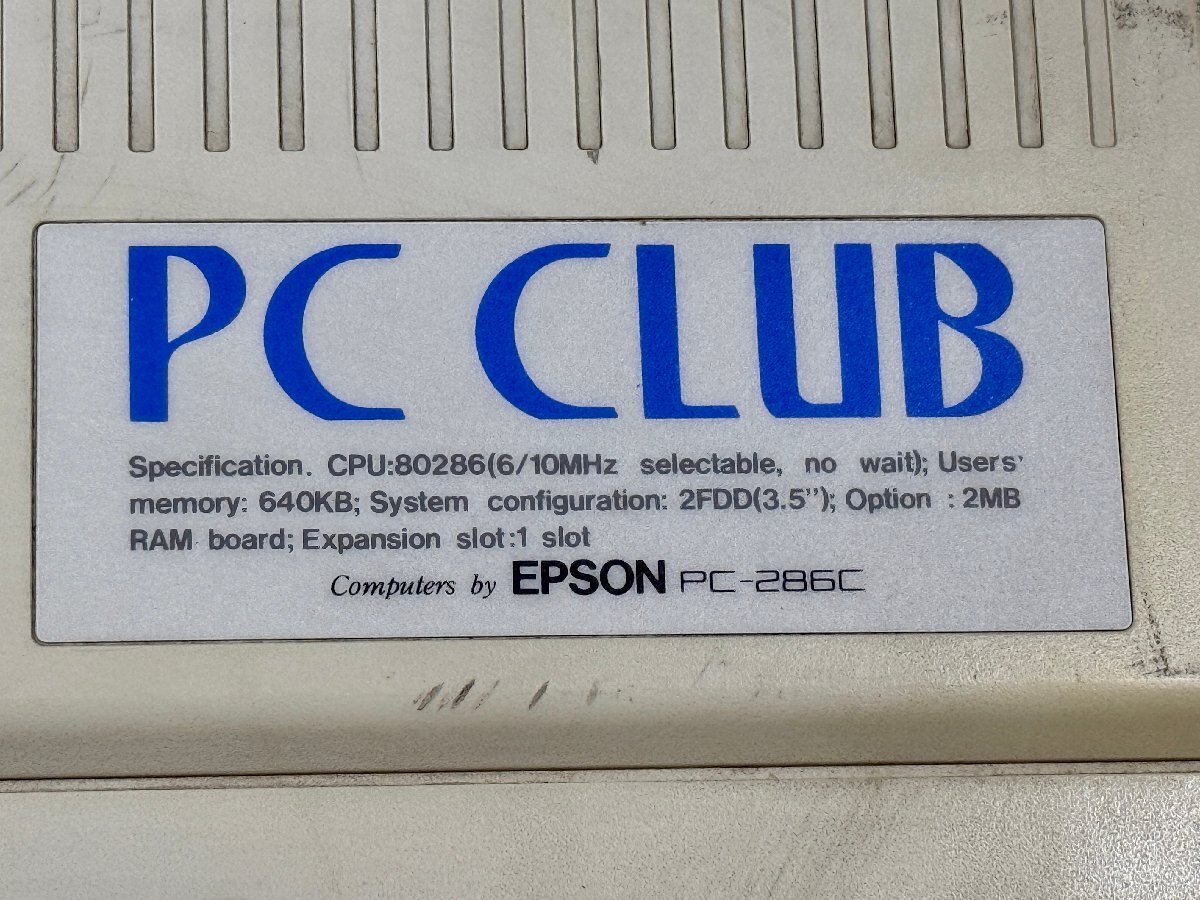 PC CLUB
Specification. CPU:80286(6/10MHz selectable, no wait); Users'
memory: 640KB; System configuration: 2FDD(3.5"); Option : 2MB
RAM board; Expansion slot:1 slot
Computers by EPSON PC-286C